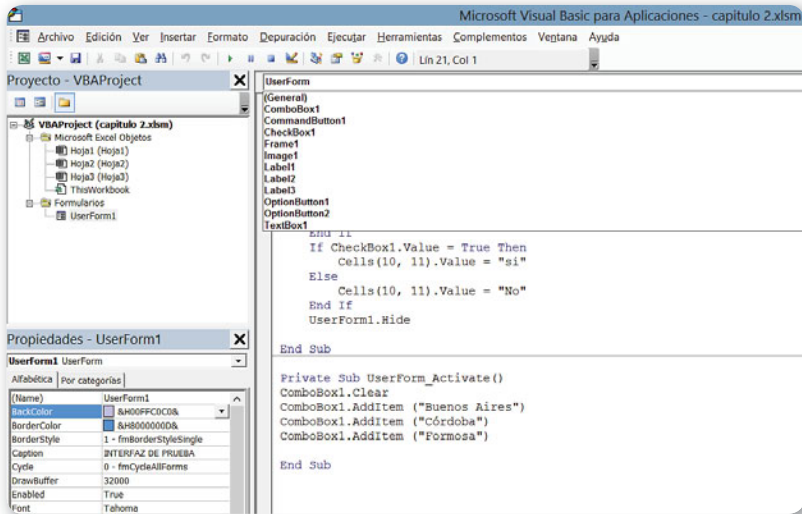 Microsoft Visual Basic para Aplicaciones - capitulo 2.xlsm
Archivo Edición Ver Insertar Formato Depuración Ejecutar Herramientas Complementos Ventana Ayuda
Lín 21, Col 1
Proyecto - VBAProject
VBAProject (capitulo 2.xlsm)
Microsoft Excel Objetos
Hoja1 (Hoja1)
Hoja2 (Hoja2)
Hoja3 (Hoja3)
ThisWorkbook
Formularios
UserForm1
Propiedades - UserForm1
UserForm1 UserForm
Alfabética Por categorías
(Name) UserForm1
BackColor &H00FFC0C0&
BorderColor &H8000000D&
BorderStyle 1 - fmBorderStyleSingle
Caption INTERFAZ DE PRUEBA
Cycle 0 - fmCycleAllForms
DrawBuffer 32000
Enabled True
Font Tahoma
UserForm
(General)
ComboBox1
CommandButton1
CheckBox1
Frame1
Image1
Label1
Label2
Label3
OptionButton1
OptionButton2
TextBox1
End If
If CheckBox1.Value = True Then
Cells(10, 11).Value = "si"
Else
Cells(10, 11).Value = "No"
End If
UserForm1.Hide
End Sub
Private Sub UserForm_Activate()
ComboBox1.Clear
ComboBox1.AddItem ("Buenos Aires")
ComboBox1.AddItem ("Córdoba")
ComboBox1.AddItem ("Formosa")
End Sub